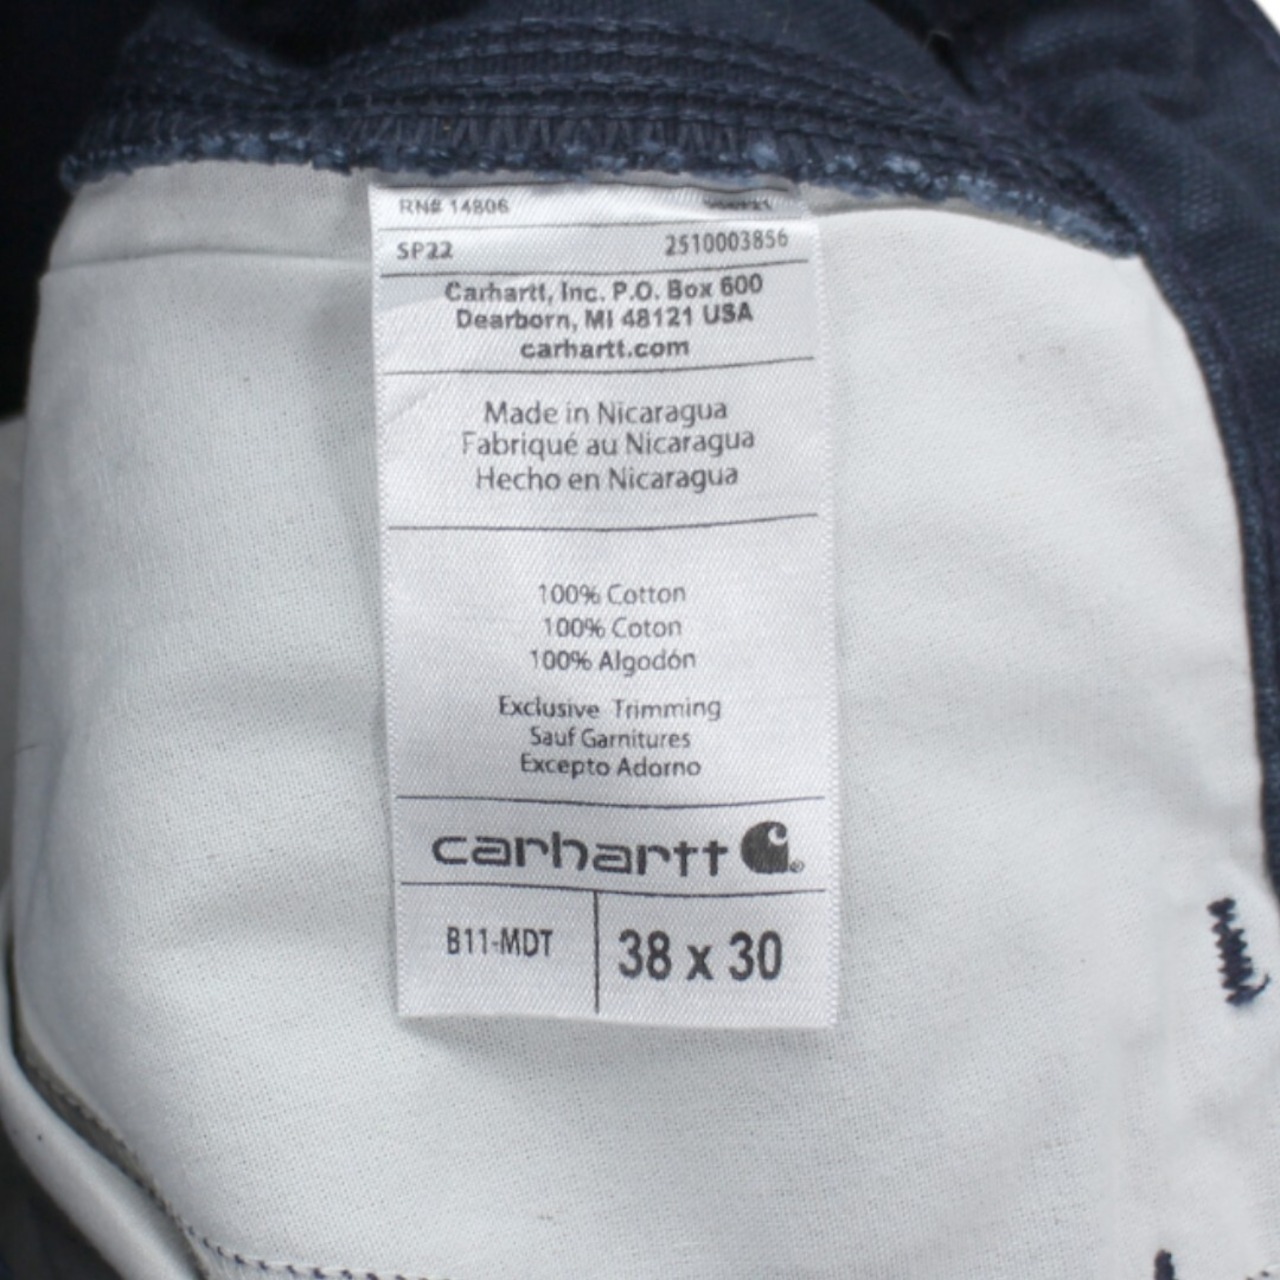 RN# 14806
SP22 2510003856
Carhartt, Inc. P.O. Box 600
Dearborn, MI 48121 USA
carhartt.com
Made in Nicaragua
Fabriqué au Nicaragua
Hecho en Nicaragua
100% Cotton
100% Coton
100% Algodón
Exclusive Trimming
Sauf Garnitures
Excepto Adorno
carhartt
B11-MDT 38 x 30